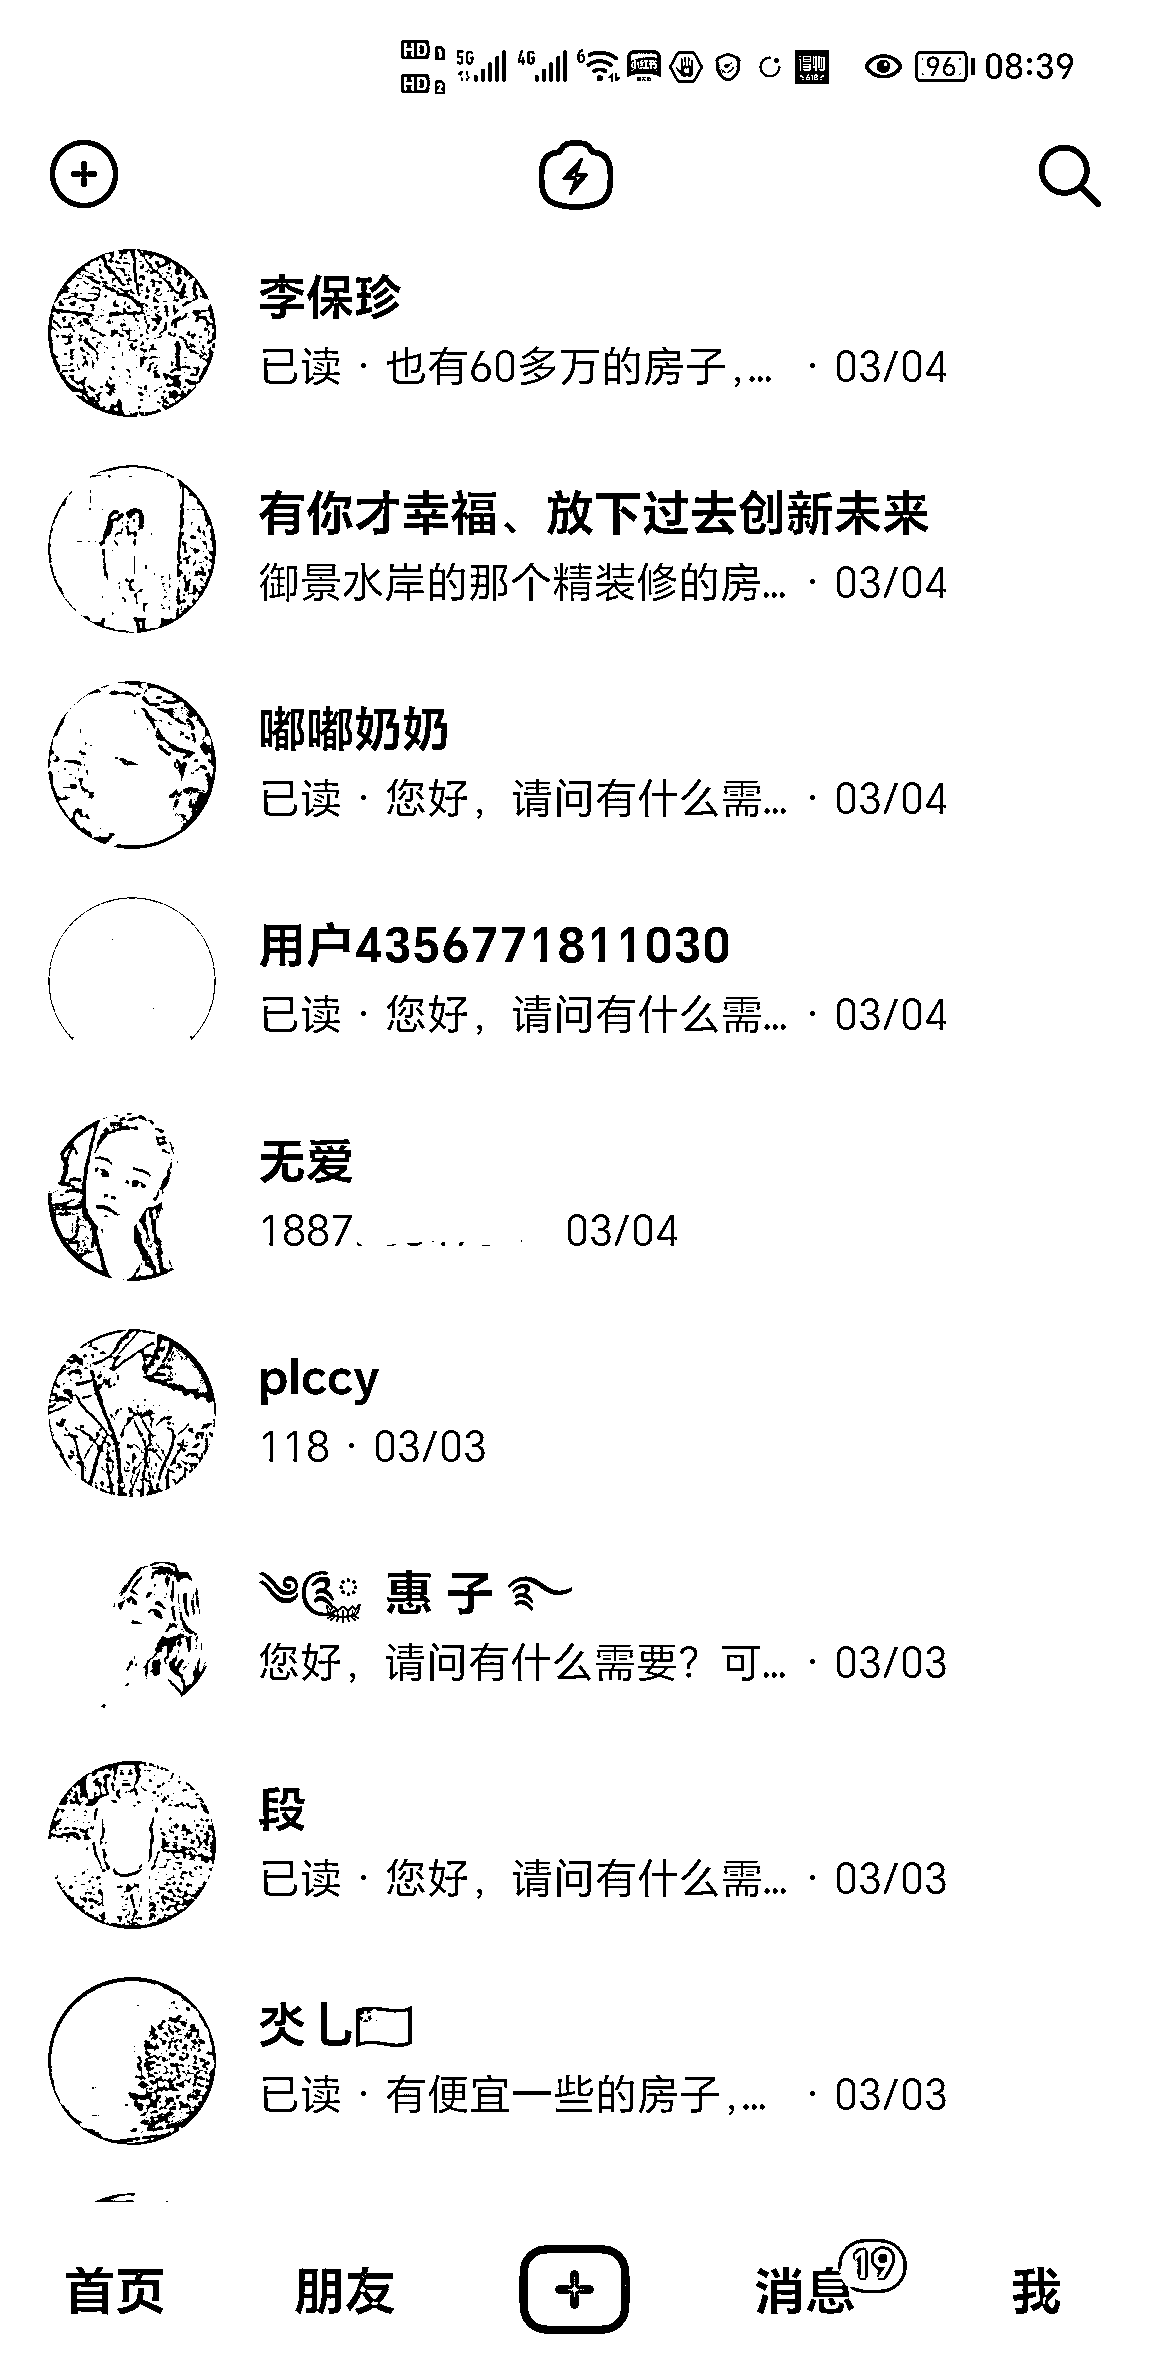 HD 1 5G 4G 6 96 08:39
HD 2
李保珍
已读 · 也有60多万的房子,... · 03/04
有你才幸福、放下过去创新未来
御景水岸的那个精装修的房... · 03/04
嘟嘟奶奶
已读 · 您好，请问有什么需... · 03/04
用户4356771811030
已读 · 您好，请问有什么需... · 03/04
无爱
1887 03/04
plccy
118 · 03/03
惠 子
您好，请问有什么需要？可... · 03/03
段
已读 · 您好，请问有什么需... · 03/03
乚
已读 · 有便宜一些的房子,... · 03/03
首页 朋友 消息 19 我